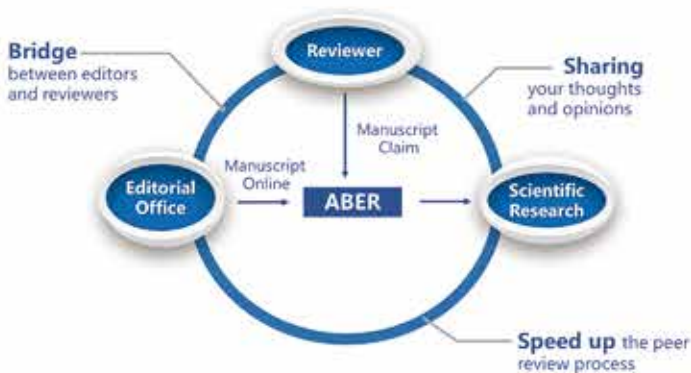 Reviewer
Bridge
between editors
and reviewers
Sharing
your thoughts
and opinions
Manuscript
Claim
Manuscript
Online
Editorial
Office
ABER
Scientific
Research
Speed up the peer
review process